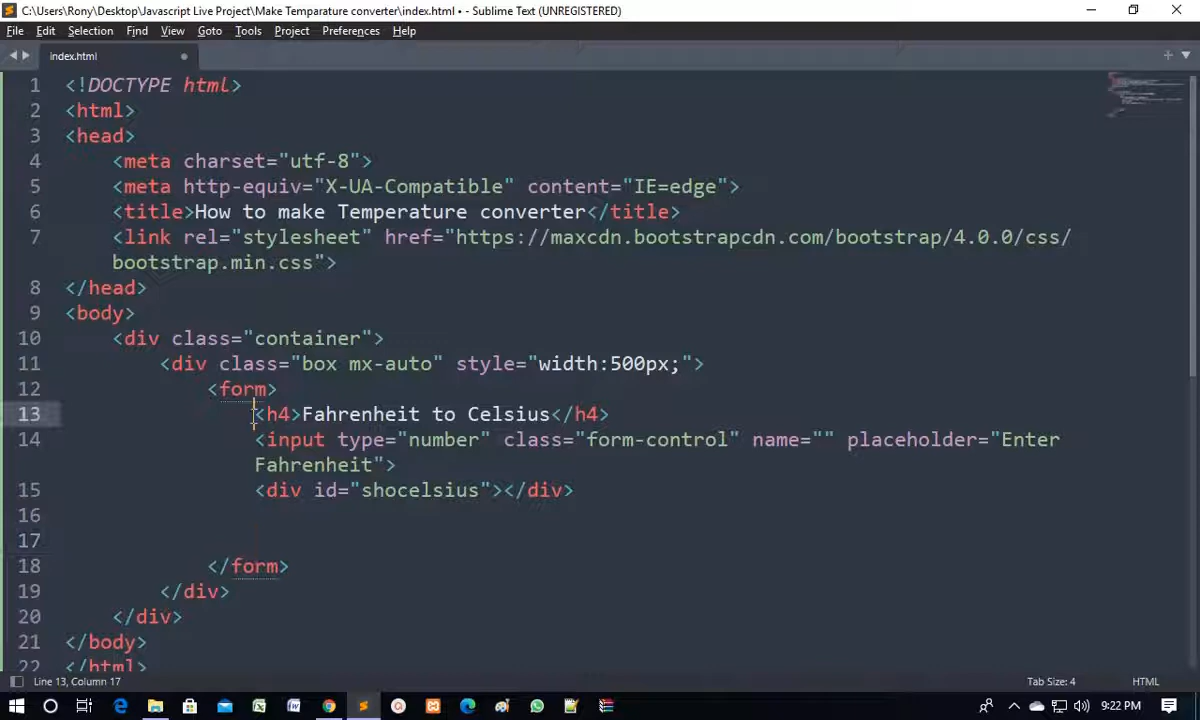 C:\Users\Rony\Desktop\Javascript Live Project\Make Temparature converter\index.html • - Sublime Text (UNREGISTERED)
File Edit Selection Find View Goto Tools Project Preferences Help
index.html
1 <!DOCTYPE html>
2 <html>
3 <head>
4 <meta charset="utf-8">
5 <meta http-equiv="X-UA-Compatible" content="IE=edge">
6 <title>How to make Temperature converter</title>
7 <link rel="stylesheet" href="https://maxcdn.bootstrapcdn.com/bootstrap/4.0.0/css/
bootstrap.min.css">
8 </head>
9 <body>
10 <div class="container">
11 <div class="box mx-auto" style="width:500px;">
12 <form>
13 <h4>Fahrenheit to Celsius</h4>
14 <input type="number" class="form-control" name="" placeholder="Enter
Fahrenheit">
15 <div id="shocelsius"></div>
16
17
18 </form>
19 </div>
20 </div>
21 </body>
22 </html>
Line 13, Column 17 Tab Size: 4 HTML
9:22 PM